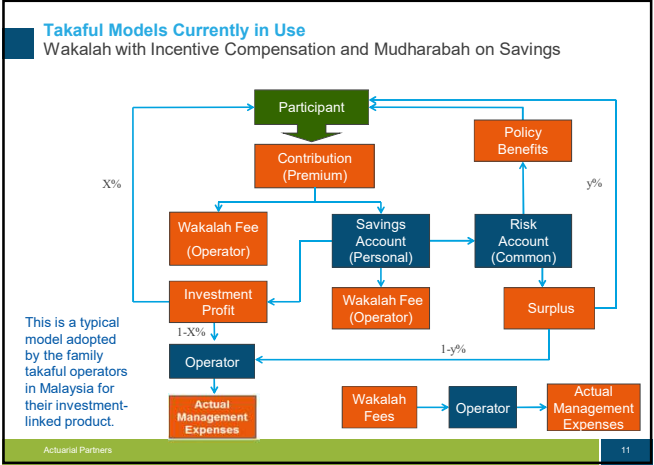 Takaful Models Currently in Use
Wakalah with Incentive Compensation and Mudharabah on Savings
Participant
Policy
Benefits
Contribution
(Premium)
X%
y%
Wakalah Fee
(Operator)
Savings
Account
(Personal)
Risk
Account
(Common)
Investment
Profit
Wakalah Fee
(Operator)
Surplus
This is a typical
model adopted
by the family
takaful operators
in Malaysia for
their investment-
linked product.
1-X%
1-y%
Operator
Actual
Management
Expenses
Wakalah
Fees
Operator
Actual
Management
Expenses
Actuarial Partners
11